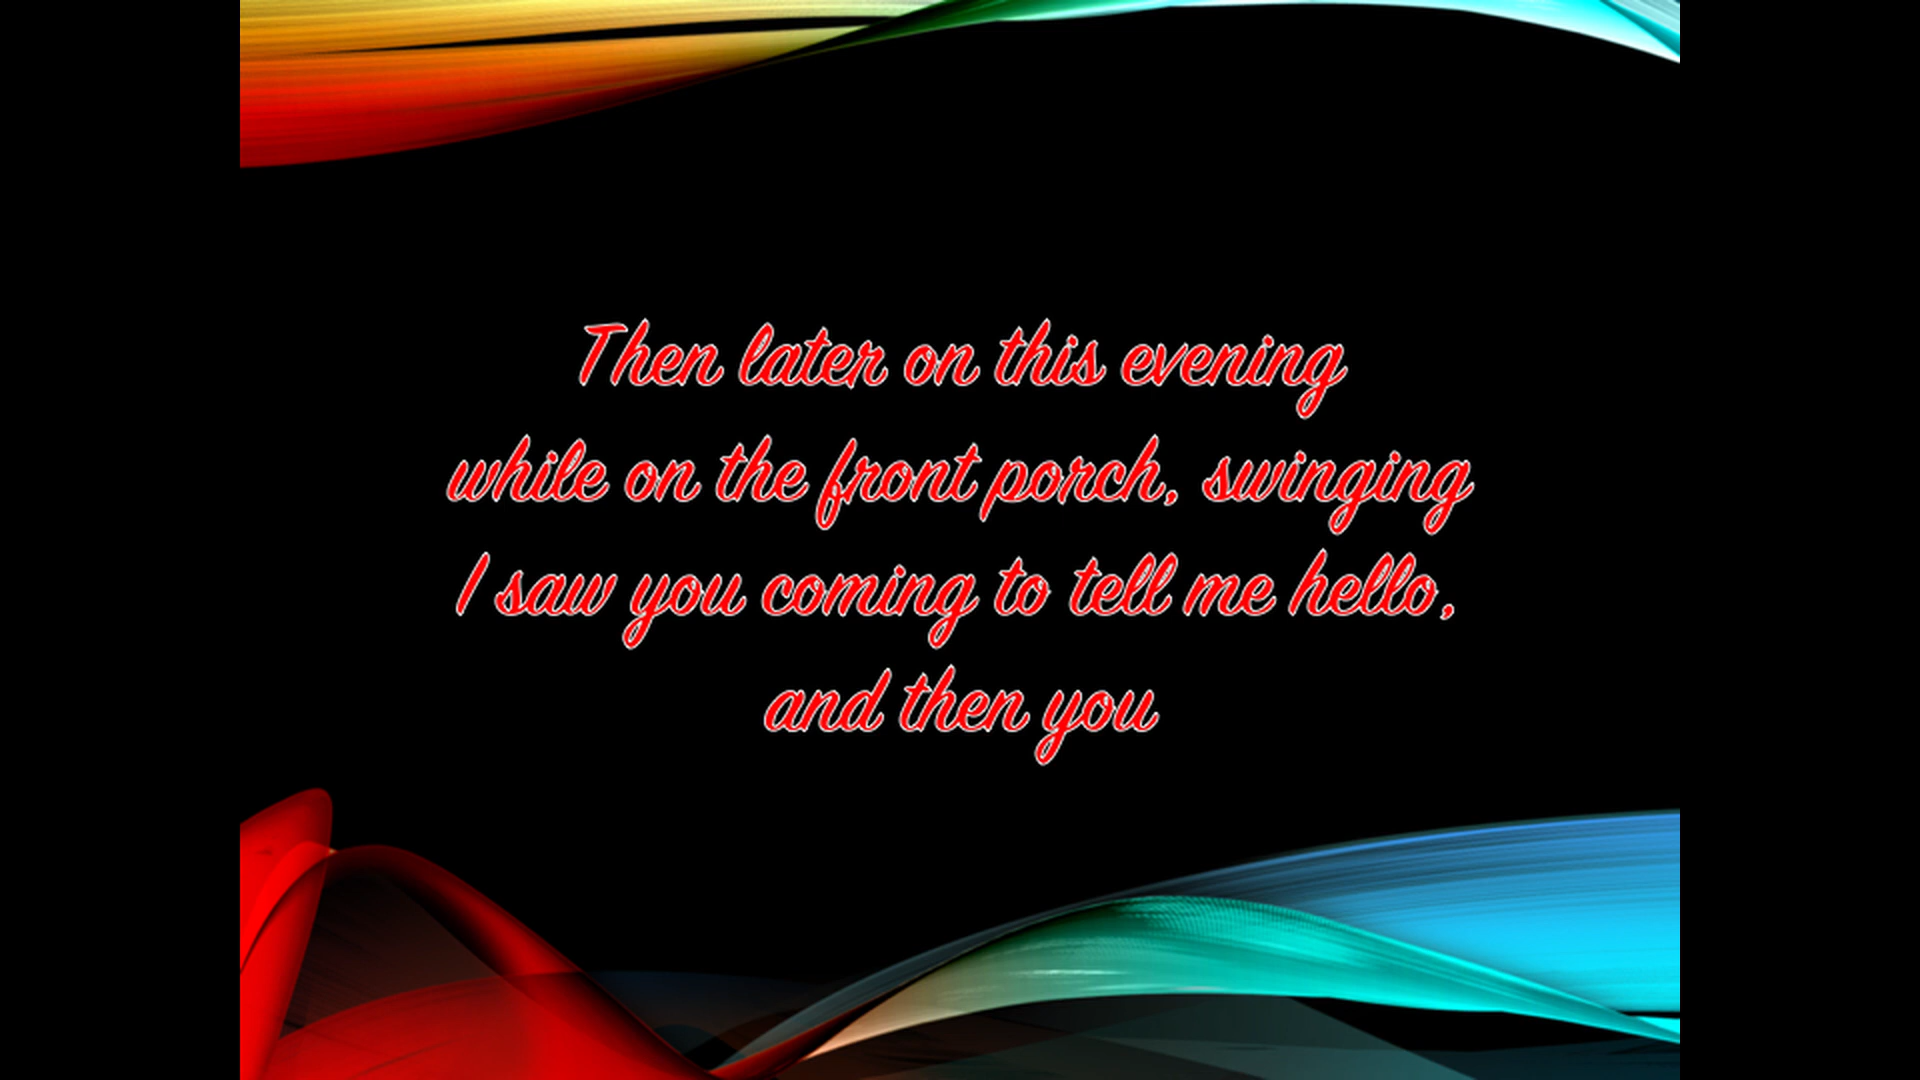 Then later on this evening
while on the front porch, swinging
I saw you coming to tell me hello,
and then you